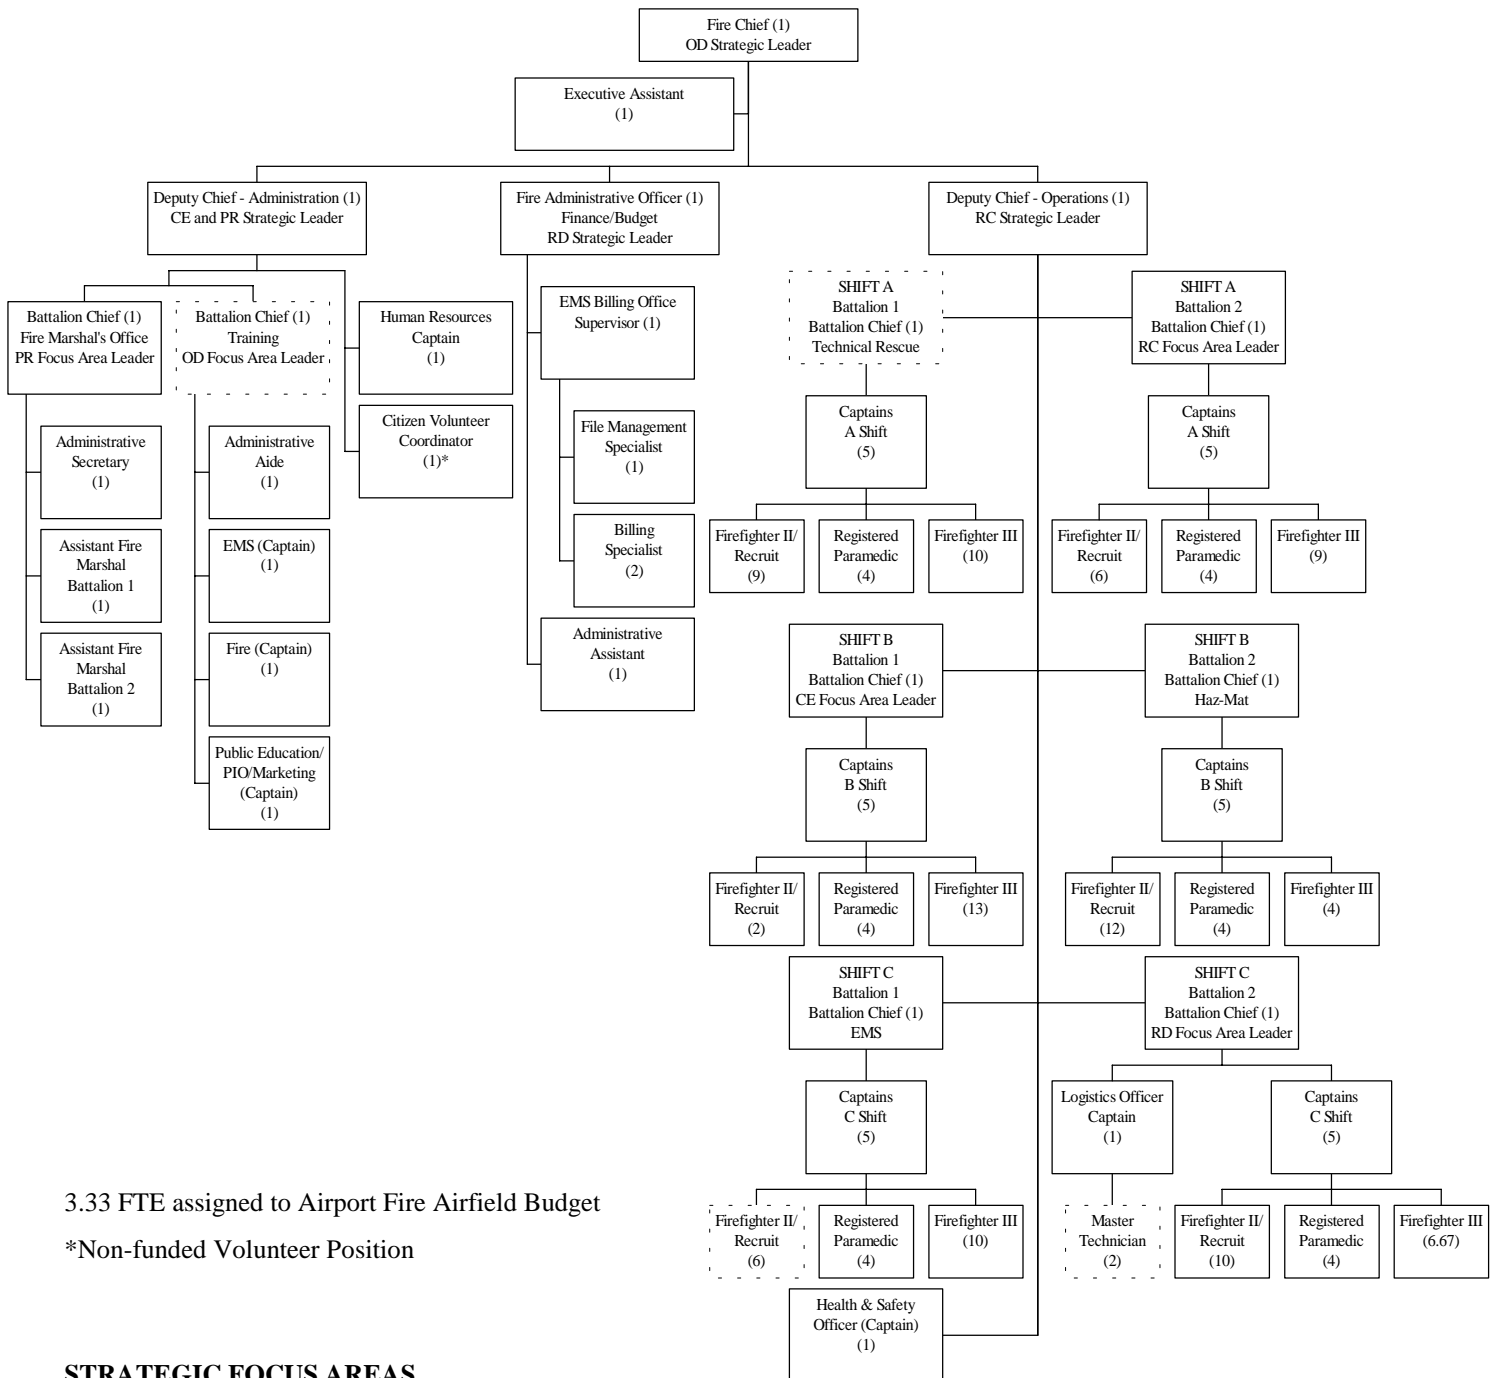 Fire Chief (1)
OD Strategic Leader
Executive Assistant
(1)
Deputy Chief - Administration (1)
CE and PR Strategic Leader
Fire Administrative Officer (1)
Finance/Budget
RD Strategic Leader
Deputy Chief - Operations (1)
RC Strategic Leader
Battalion Chief (1)
Fire Marshal's Office
PR Focus Area Leader
Battalion Chief (1)
Training
OD Focus Area Leader
Human Resources
Captain
(1)
Citizen Volunteer
Coordinator
(1)*
Administrative
Secretary
(1)
Assistant Fire
Marshal
Battalion 1
(1)
Assistant Fire
Marshal
Battalion 2
(1)
Administrative
Aide
(1)
EMS (Captain)
(1)
Fire (Captain)
(1)
Public Education/
PIO/Marketing
(Captain)
(1)
EMS Billing Office
Supervisor (1)
File Management
Specialist
(1)
Billing
Specialist
(2)
Administrative
Assistant
(1)
SHIFT A
Battalion 1
Battalion Chief (1)
Technical Rescue
SHIFT A
Battalion 2
Battalion Chief (1)
RC Focus Area Leader
Captains
A Shift
(5)
Captains
A Shift
(5)
Firefighter II/
Recruit
(9)
Registered
Paramedic
(4)
Firefighter III
(10)
Firefighter II/
Recruit
(6)
Registered
Paramedic
(4)
Firefighter III
(9)
SHIFT B
Battalion 1
Battalion Chief (1)
CE Focus Area Leader
SHIFT B
Battalion 2
Battalion Chief (1)
Haz-Mat
Captains
B Shift
(5)
Captains
B Shift
(5)
Firefighter II/
Recruit
(2)
Registered
Paramedic
(4)
Firefighter III
(13)
Firefighter II/
Recruit
(12)
Registered
Paramedic
(4)
Firefighter III
(4)
SHIFT C
Battalion 1
Battalion Chief (1)
EMS
SHIFT C
Battalion 2
Battalion Chief (1)
RD Focus Area Leader
Captains
C Shift
(5)
Logistics Officer
Captain
(1)
Captains
C Shift
(5)
Firefighter II/
Recruit
(6)
Registered
Paramedic
(4)
Firefighter III
(10)
Master
Technician
(2)
Firefighter II/
Recruit
(10)
Registered
Paramedic
(4)
Firefighter III
(6.67)
Health & Safety
Officer (Captain)
(1)
3.33 FTE assigned to Airport Fire Airfield Budget
*Non-funded Volunteer Position
STRATEGIC FOCUS AREAS